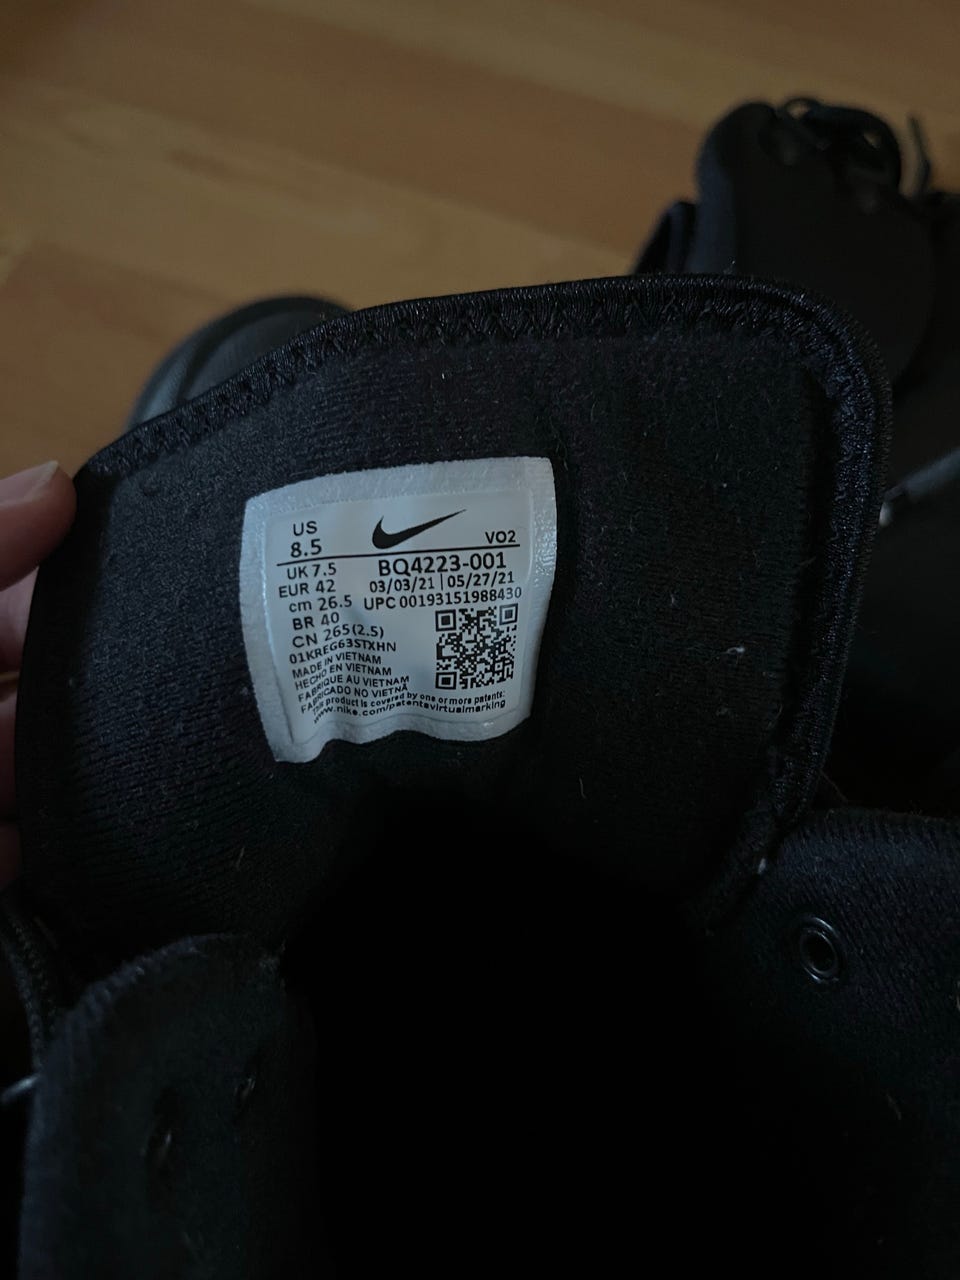 US
8.5
VO2
UK 7.5
BQ4223-001
EUR 42
03/03/21 | 05/27/21
cm 26.5
UPC 00193151988430
BR 40
CN 265(2.5)
01KREG63STXHN
MADE IN VIETNAM
HECHO EN VIETNAM
FABRIQUE AU VIETNAM
FABRICADO NO VIETNÃ
This product is covered by one or more patents:
www.nike.com/patentsvirtualmarking